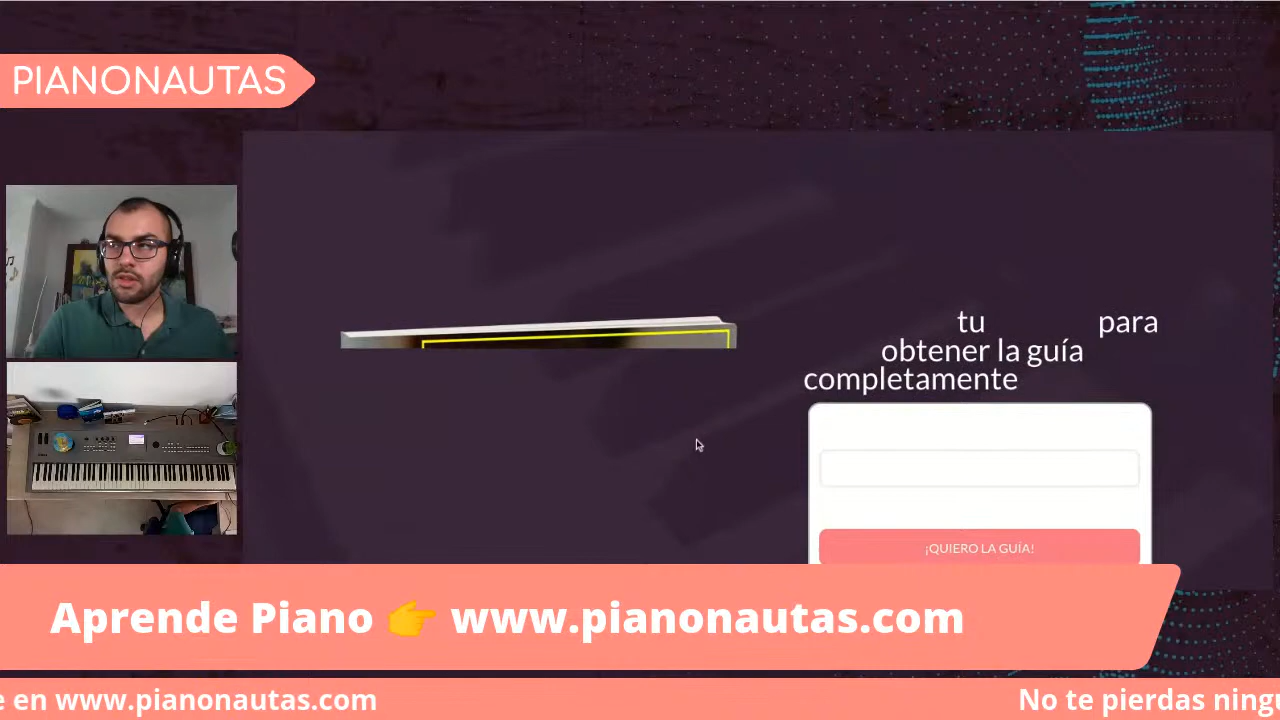 PIANONAUTAS
tu para
obtener la guía
completamente
¡QUIERO LA GUÍA!
Aprende Piano 👉 www.pianonautas.com
e en www.pianonautas.com
No te pierdas ningu